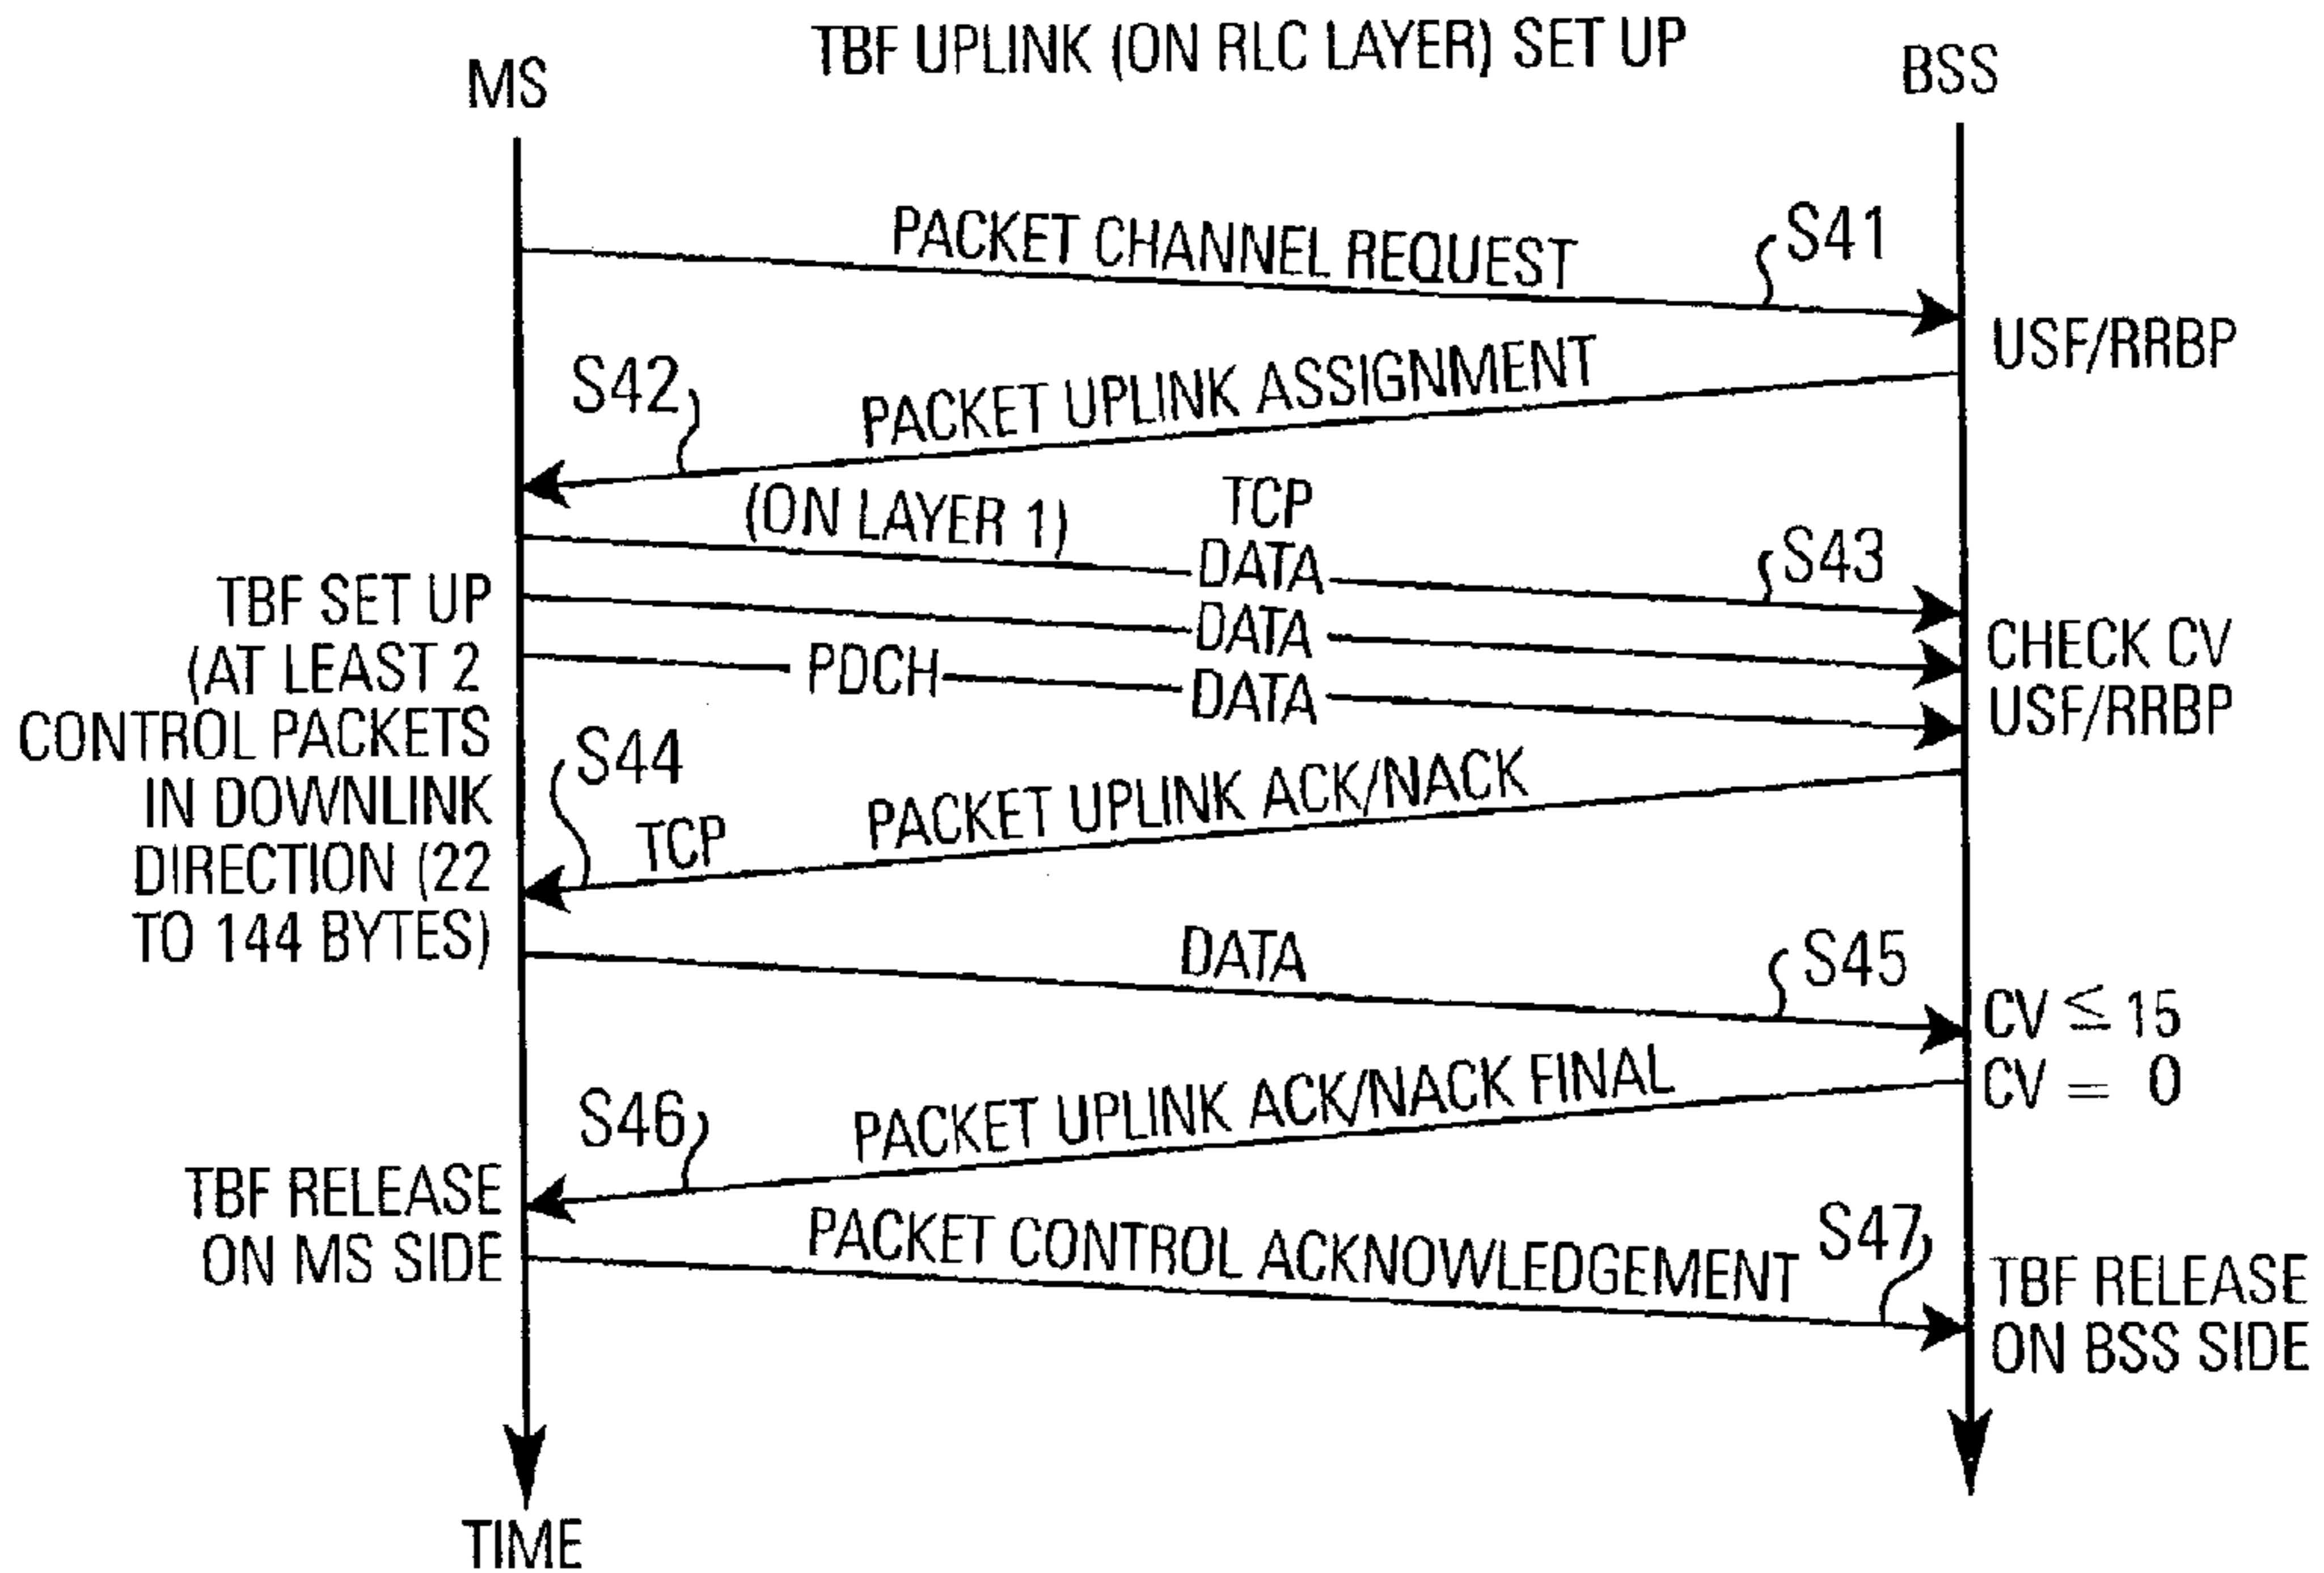 TBF UPLINK (ON RLC LAYER) SET UP
MS
BSS
PACKET CHANNEL REQUEST
S41
USF/RRBP
S42
PACKET UPLINK ASSIGNMENT
(ON LAYER 1)
TCP
DATA
S43
TBF SET UP
(AT LEAST 2
CONTROL PACKETS
IN DOWNLINK
DIRECTION (22
TO 144 BYTES)
DATA
PDCH
DATA
CHECK CV
USF/RRBP
S44
TCP
PACKET UPLINK ACK/NACK
DATA
S45
CV ≤ 15
CV = 0
S46
PACKET UPLINK ACK/NACK FINAL
TBF RELEASE
ON MS SIDE
PACKET CONTROL ACKNOWLEDGEMENT
S47
TBF RELEASE
ON BSS SIDE
TIME